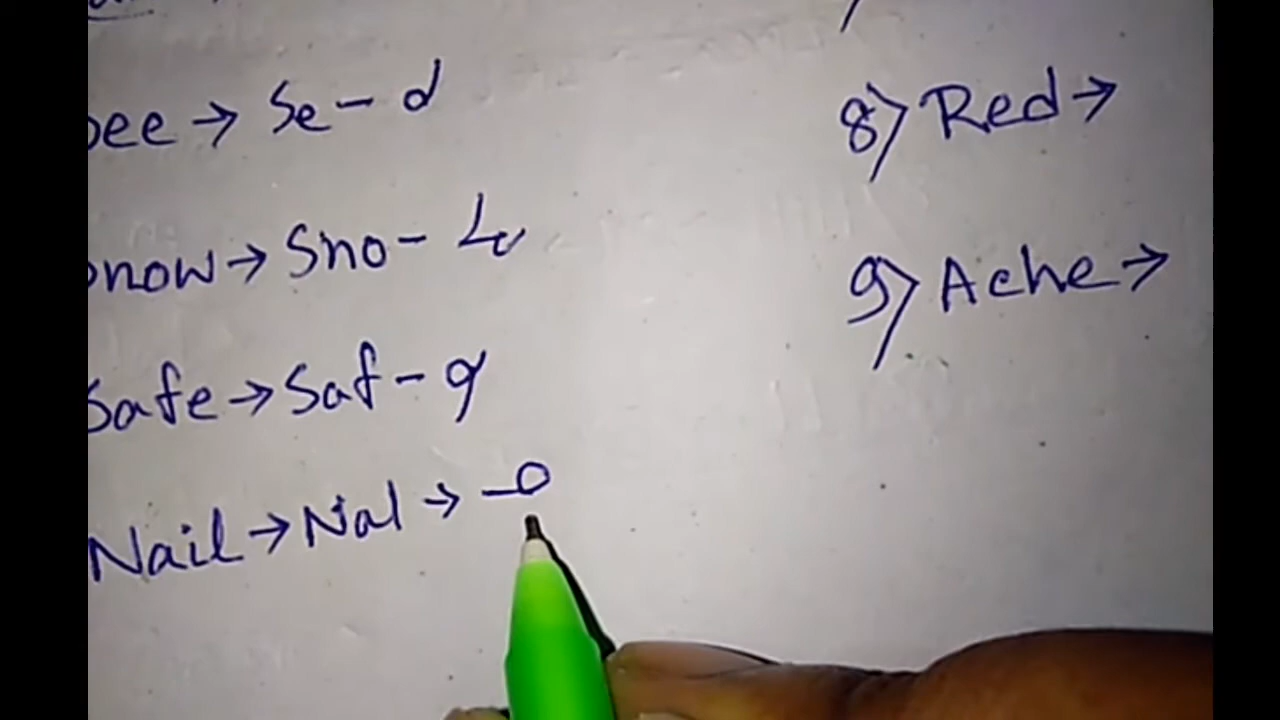 ee → Se -
now → Sno -
Safe → Saf -
Nail → Nal →
8) Red →
9) Ache →